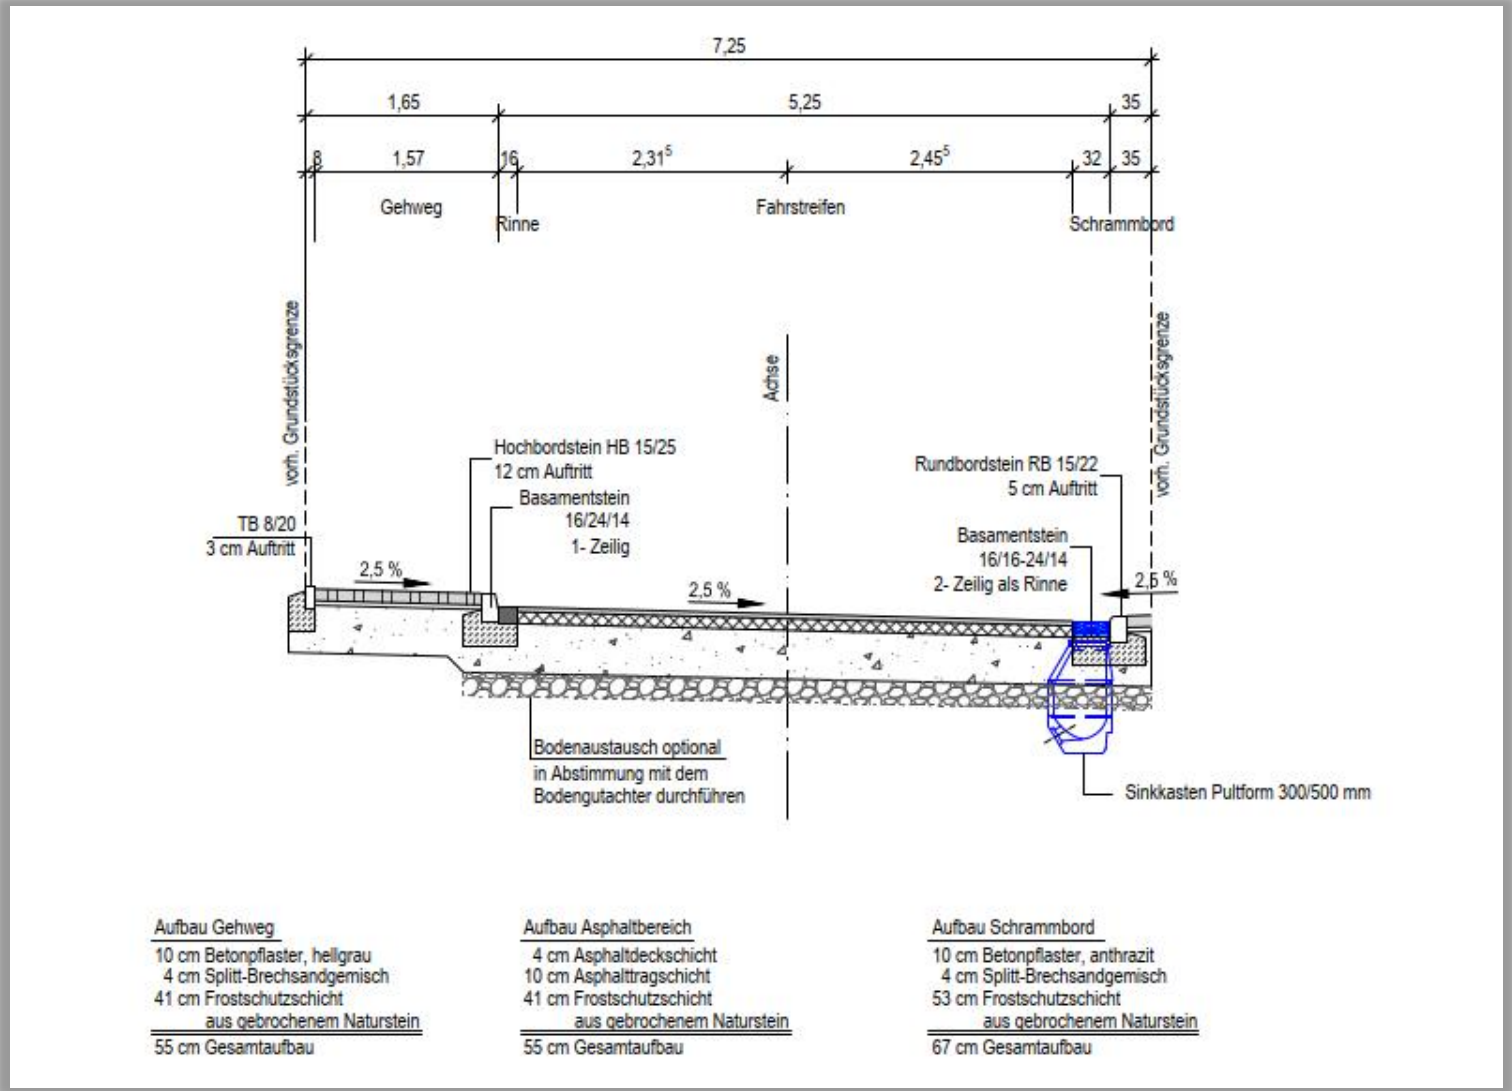 7,25
1,65
5,25
35
8
1,57
16
2,31⁵
2,45⁵
32
35
Gehweg
Fahrstreifen
Rinne
Schrammbord
vorh. Grundstücksgrenze
Achse
vorh. Grundstücksgrenze
Hochbordstein HB 15/25
12 cm Auftritt
Basamentstein
16/24/14
1- Zeilig
Rundbordstein RB 15/22
5 cm Auftritt
TB 8/20
3 cm Auftritt
Basamentstein
16/16-24/14
2- Zeilig als Rinne
2,5 %
2,5 %
2,5 %
Bodenaustausch optional
in Abstimmung mit dem
Bodengutachter durchführen
Sinkkasten Pultform 300/500 mm
Aufbau Gehweg
10 cm Betonpflaster, hellgrau
4 cm Splitt-Brechsandgemisch
41 cm Frostschutzschicht
aus gebrochenem Naturstein
55 cm Gesamtaufbau
Aufbau Asphaltbereich
4 cm Asphaltdeckschicht
10 cm Asphalttragschicht
41 cm Frostschutzschicht
aus gebrochenem Naturstein
55 cm Gesamtaufbau
Aufbau Schrammbord
10 cm Betonpflaster, anthrazit
4 cm Splitt-Brechsandgemisch
53 cm Frostschutzschicht
aus gebrochenem Naturstein
67 cm Gesamtaufbau